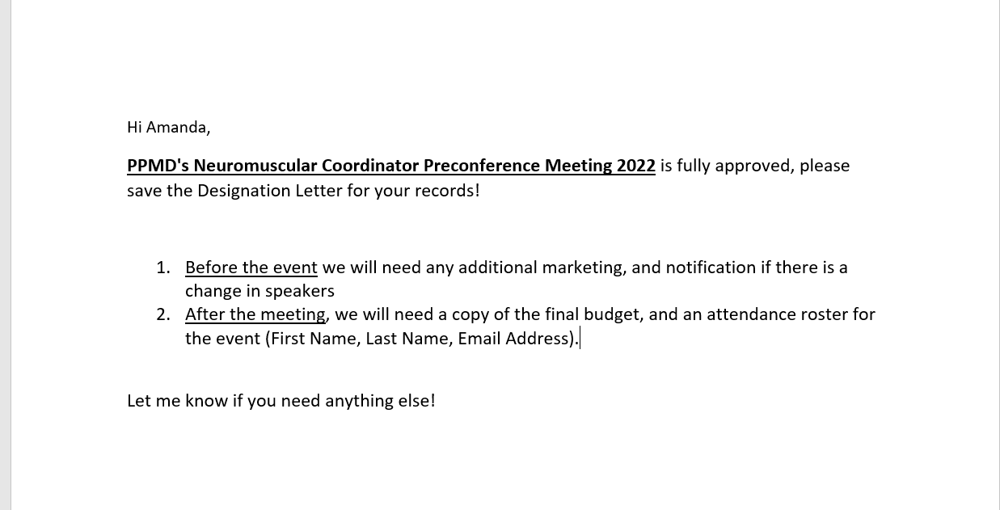 Hi Amanda,
PPMD's Neuromuscular Coordinator Preconference Meeting 2022 is fully approved, please
save the Designation Letter for your records!
1. Before the event we will need any additional marketing, and notification if there is a
change in speakers
2. After the meeting, we will need a copy of the final budget, and an attendance roster for
the event (First Name, Last Name, Email Address).
Let me know if you need anything else!